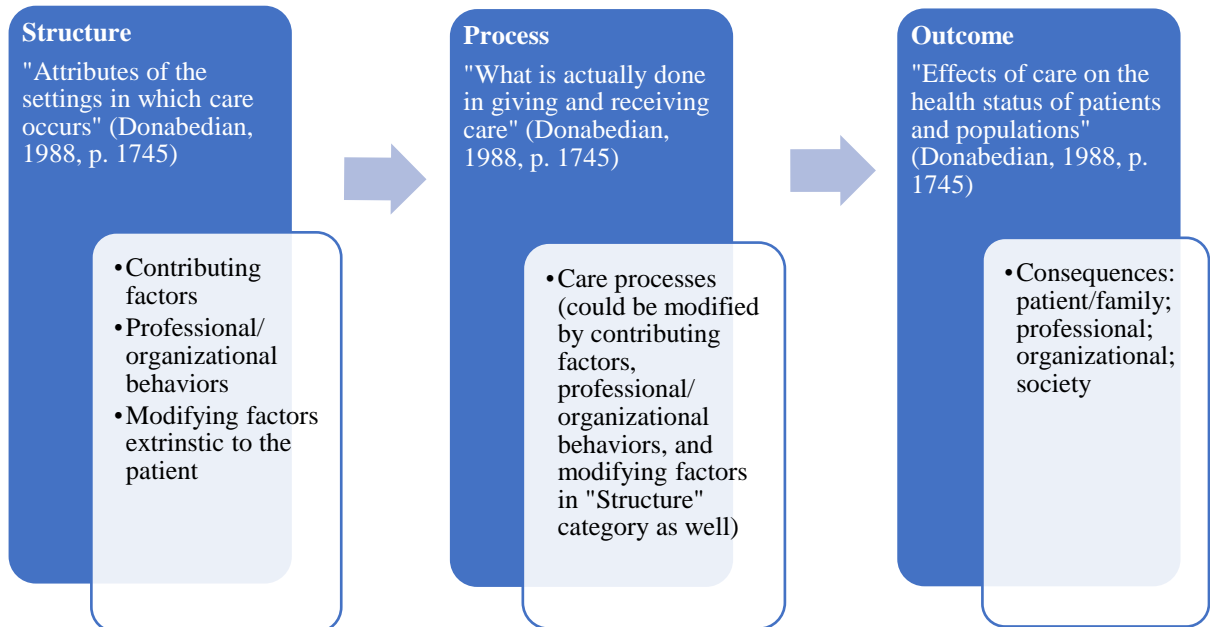 Structure
"Attributes of the
settings in which care
occurs" (Donabedian,
1988, p. 1745)
•Contributing
factors
•Professional/
organizational
behaviors
•Modifying factors
extrinstic to the
patient
Process
"What is actually done
in giving and receiving
care" (Donabedian,
1988, p. 1745)
•Care processes
(could be modified
by contributing
factors,
professional/
organizational
behaviors, and
modifying factors
in "Structure"
category as well)
Outcome
"Effects of care on the
health status of patients
and populations"
(Donabedian, 1988, p.
1745)
•Consequences:
patient/family;
professional;
organizational;
society